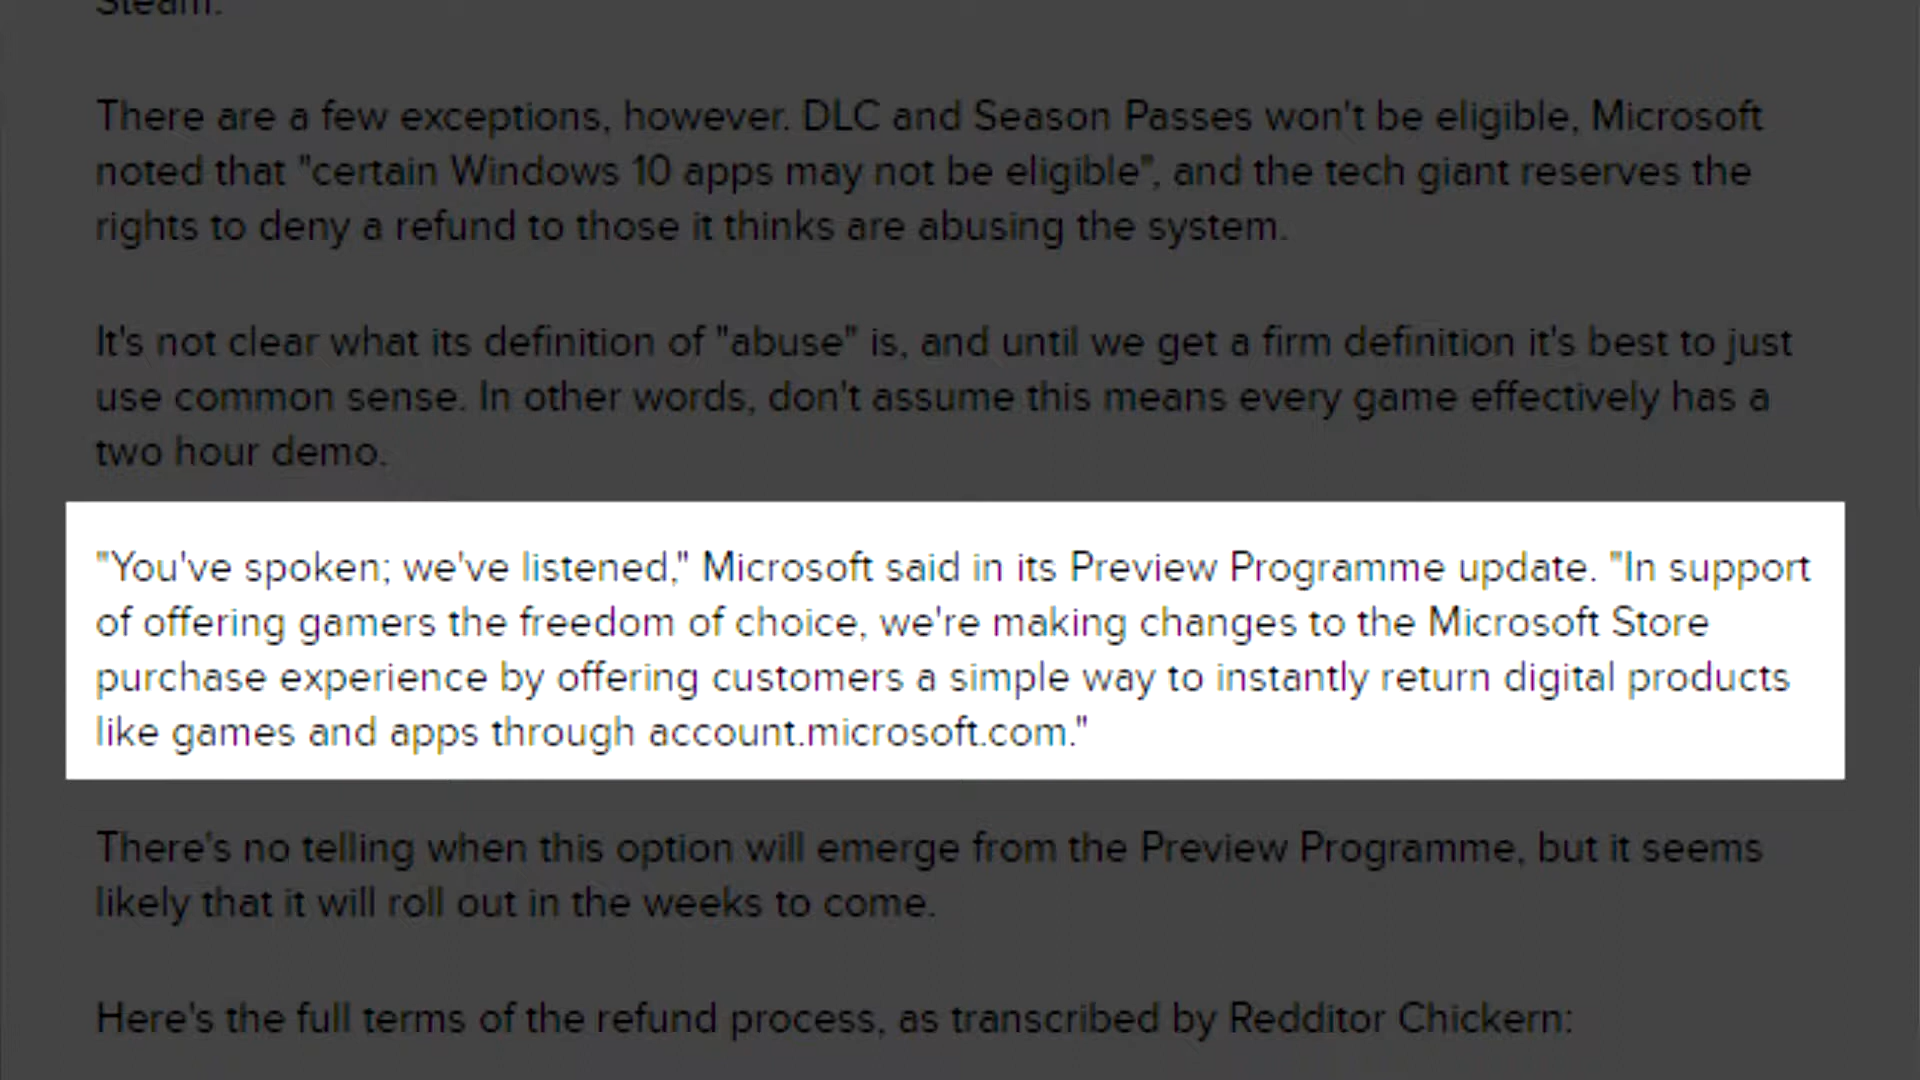 Steam.
There are a few exceptions, however. DLC and Season Passes won't be eligible, Microsoft
noted that "certain Windows 10 apps may not be eligible", and the tech giant reserves the
rights to deny a refund to those it thinks are abusing the system.
It's not clear what its definition of "abuse" is, and until we get a firm definition it's best to just
use common sense. In other words, don't assume this means every game effectively has a
two hour demo.
"You've spoken; we've listened," Microsoft said in its Preview Programme update. "In support
of offering gamers the freedom of choice, we're making changes to the Microsoft Store
purchase experience by offering customers a simple way to instantly return digital products
like games and apps through account.microsoft.com."
There's no telling when this option will emerge from the Preview Programme, but it seems
likely that it will roll out in the weeks to come.
Here's the full terms of the refund process, as transcribed by Redditor Chickern: